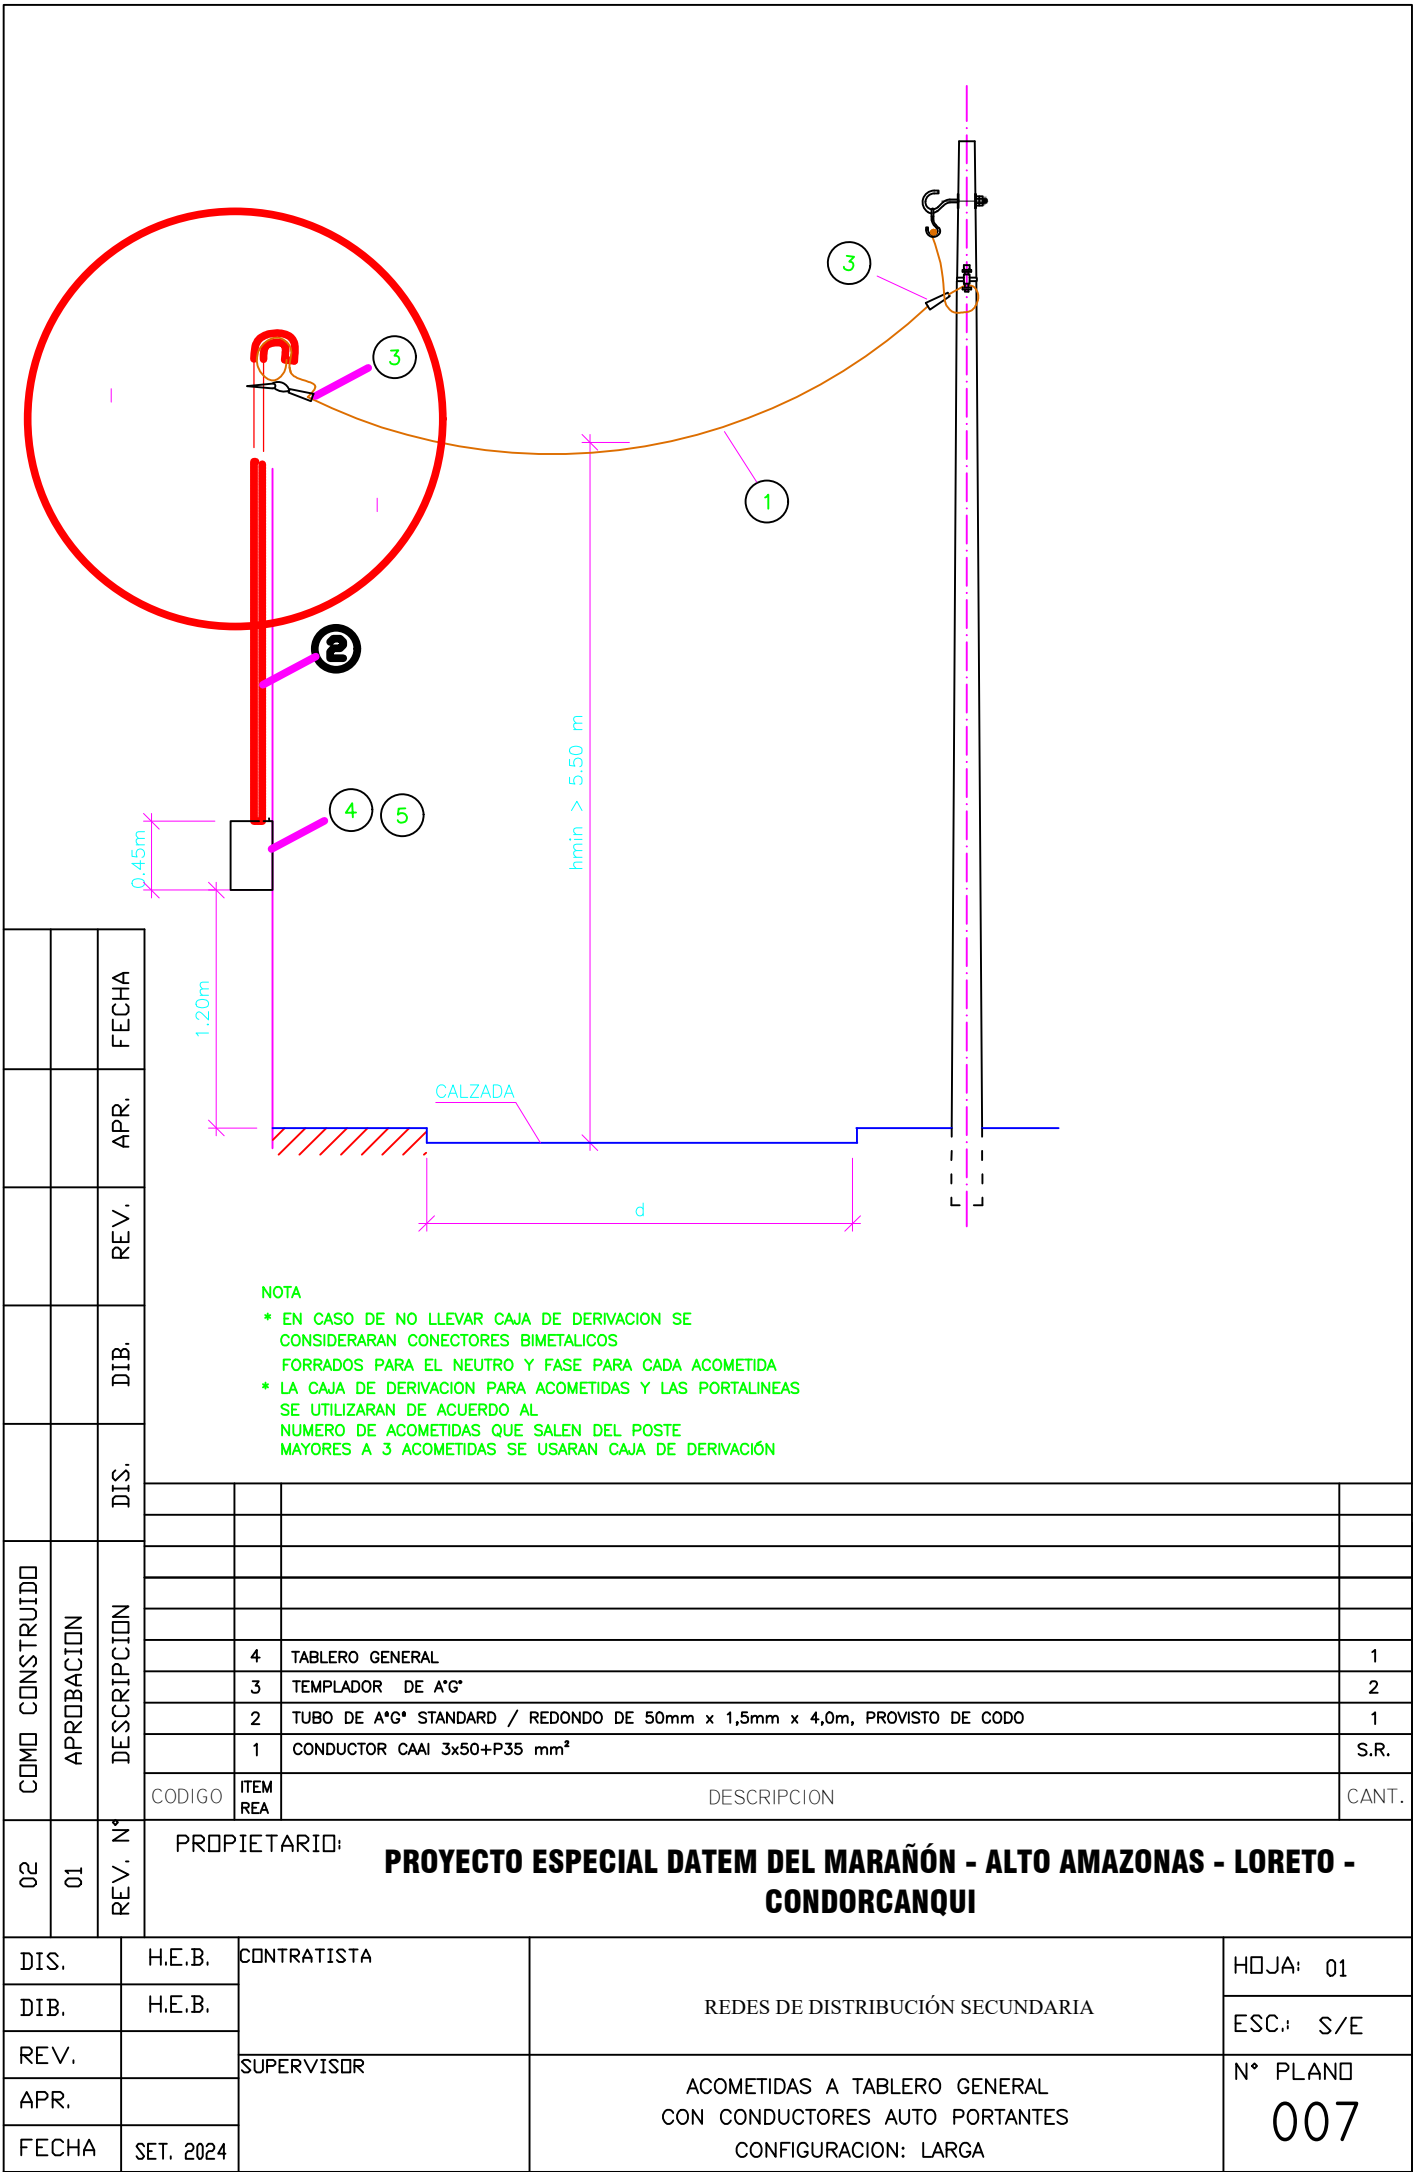 3
3
1
2
4
5
hmin > 5.50 m
0.45m
1.20m
CALZADA
d
NOTA
* EN CASO DE NO LLEVAR CAJA DE DERIVACION SE
CONSIDERARAN CONECTORES BIMETALICOS
FORRADOS PARA EL NEUTRO Y FASE PARA CADA ACOMETIDA
* LA CAJA DE DERIVACION PARA ACOMETIDAS Y LAS PORTALINEAS
SE UTILIZARAN DE ACUERDO AL
NUMERO DE ACOMETIDAS QUE SALEN DEL POSTE
MAYORES A 3 ACOMETIDAS SE USARAN CAJA DE DERIVACIÓN
FECHA
APR.
REV.
DIB.
DIS.
COMO CONSTRUIDO
APROBACION
DESCRIPCION
02
01
REV. N°
4 TABLERO GENERAL 1
3 TEMPLADOR DE A°G° 2
2 TUBO DE A°G° STANDARD / REDONDO DE 50mm x 1,5mm x 4,0m, PROVISTO DE CODO 1
1 CONDUCTOR CAAI 3x50+P35 mm² S.R.
CODIGO ITEM REA DESCRIPCION CANT.
PROPIETARIO:
PROYECTO ESPECIAL DATEM DEL MARAÑÓN - ALTO AMAZONAS - LORETO -
CONDORCANQUI
DIS. H.E.B.
DIB. H.E.B.
REV.
APR.
FECHA SET. 2024
CONTRATISTA
SUPERVISOR
REDES DE DISTRIBUCIÓN SECUNDARIA
ACOMETIDAS A TABLERO GENERAL
CON CONDUCTORES AUTO PORTANTES
CONFIGURACION: LARGA
HOJA: 01
ESC.: S/E
N° PLANO
007